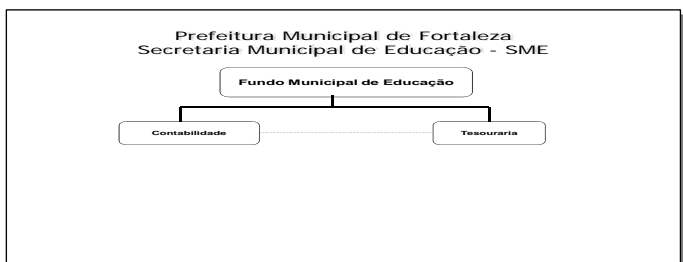 Prefeitura Municipal de Fortaleza
Secretaria Municipal de Educação - SME
Fundo Municipal de Educação
Contabilidade
Tesouraria